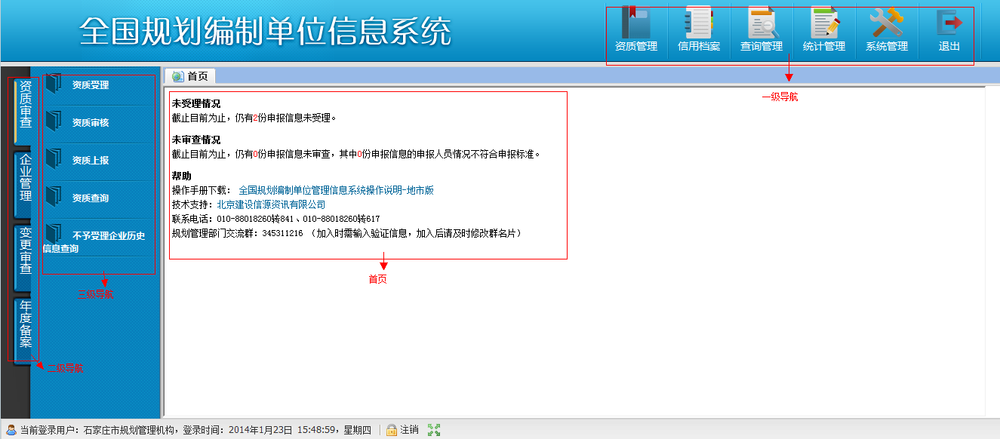 全国规划编制单位信息系统
资质管理 信用档案 查询管理 统计管理 系统管理 退出
一级导航
资质审查
企业管理
变更审查
年度备案
二级导航
资质受理
资质审核
资质上报
资质查询
不予受理企业历史
信息查询
三级导航
首页
未受理情况
截止目前为止，仍有2份申报信息未受理。
未审查情况
截止目前为止，仍有0份申报信息未审查，其中0份申报信息的申报人员情况不符合申报标准。
帮助
操作手册下载： 全国规划编制单位管理信息系统操作说明-地市版
技术支持：北京建设信源资讯有限公司
联系电话：010-88018260转841、010-88018260转617
规划管理部门交流群：345311216 （加入时需输入验证信息，加入后请及时修改群名片）
首页
当前登录用户：石家庄市规划管理机构，登录时间：2014年1月23日 15:48:59，星期四 注销